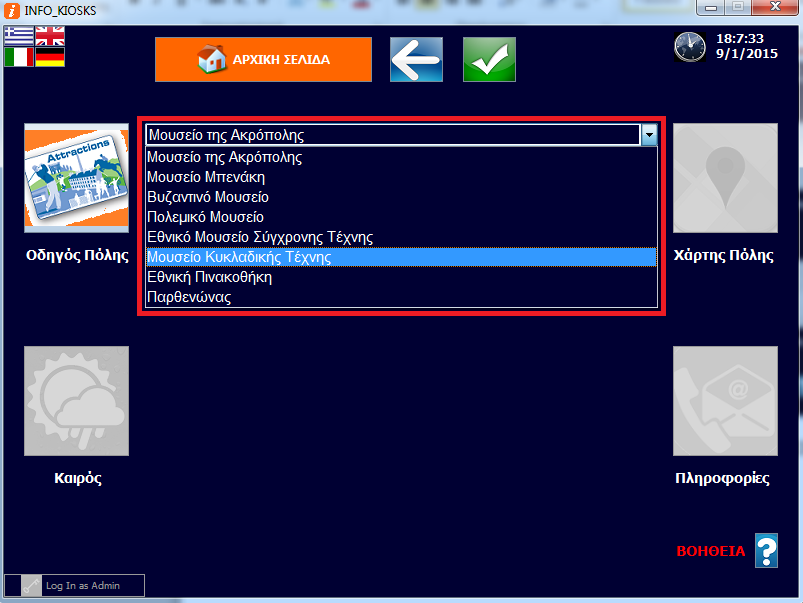 INFO_KIOSKS
ΑΡΧΙΚΗ ΣΕΛΙΔΑ
18:7:33
9/1/2015
Attractions
Οδηγός Πόλης
Μουσείο της Ακρόπολης
Μουσείο της Ακρόπολης
Μουσείο Μπενάκη
Βυζαντινό Μουσείο
Πολεμικό Μουσείο
Εθνικό Μουσείο Σύγχρονης Τέχνης
Μουσείο Κυκλαδικής Τέχνης
Εθνική Πινακοθήκη
Παρθενώνας
Χάρτης Πόλης
Καιρός
@
Πληροφορίες
ΒΟΗΘΕΙΑ ?
Log In as Admin